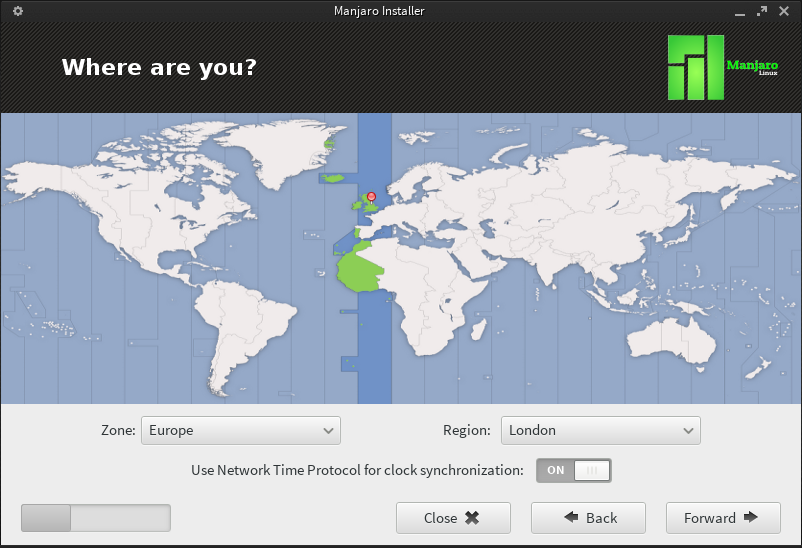 Manjaro Installer
Where are you?
Manjaro
Linux
Zone: Europe Region: London
Use Network Time Protocol for clock synchronization: ON
Close Back Forward